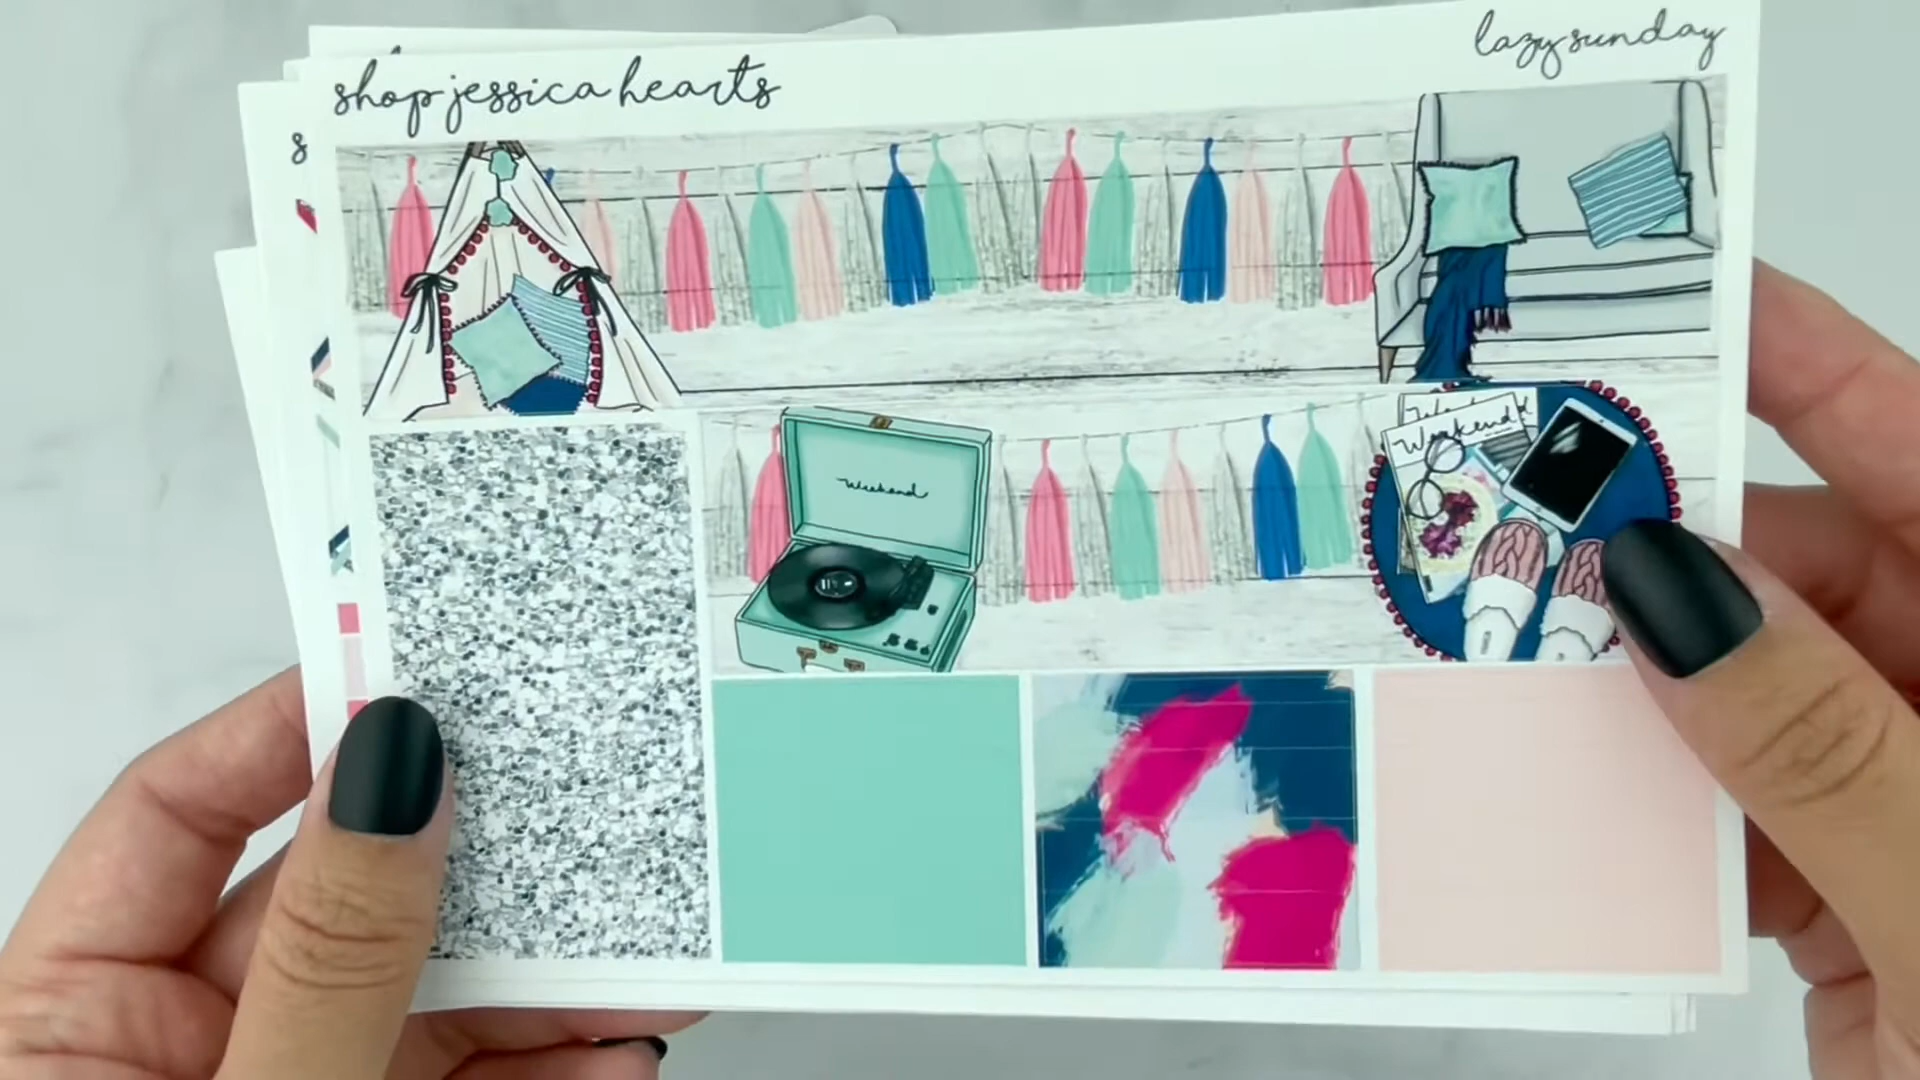 shop jessica hearts
lazy sunday
s
Weekend
Weekend